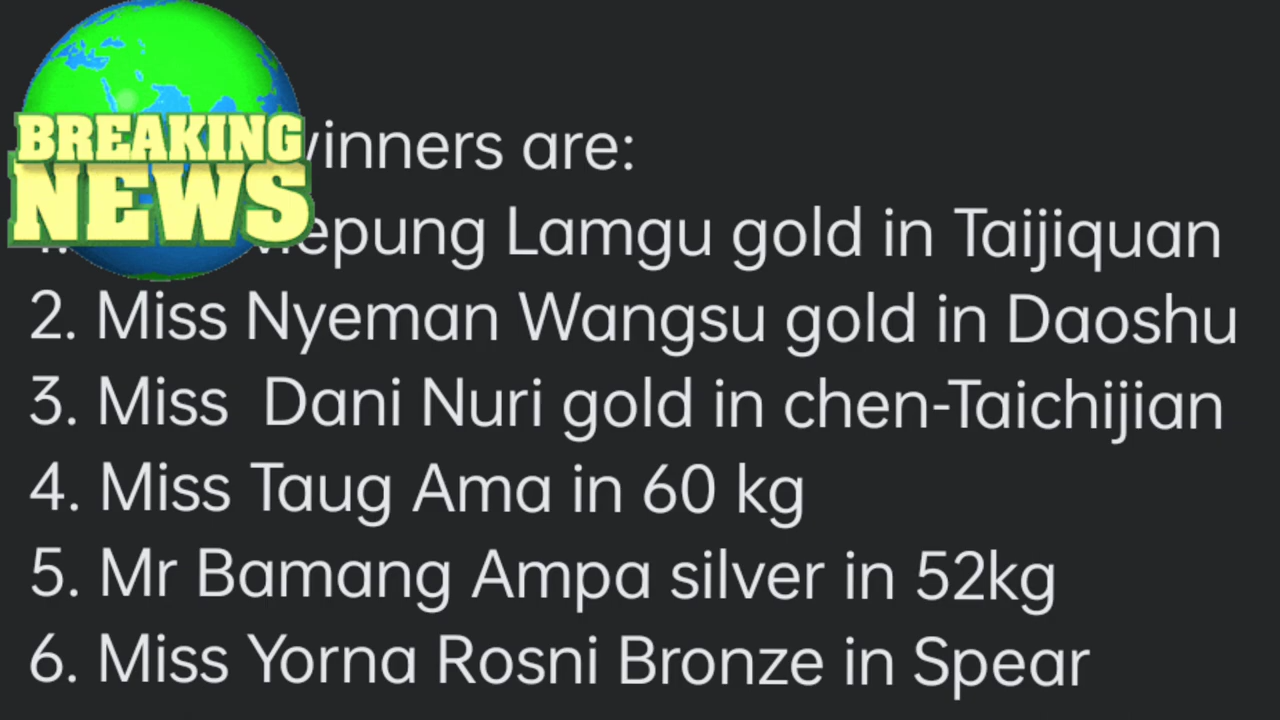 BREAKING
NEWS
are:
Lamgu gold in Taijiquan
2. Miss Nyeman Wangsu gold in Daoshu
3. Miss Dani Nuri gold in chen-Taichijian
4. Miss Taug Ama in 60 kg
5. Mr Bamang Ampa silver in 52kg
6. Miss Yorna Rosni Bronze in Spear